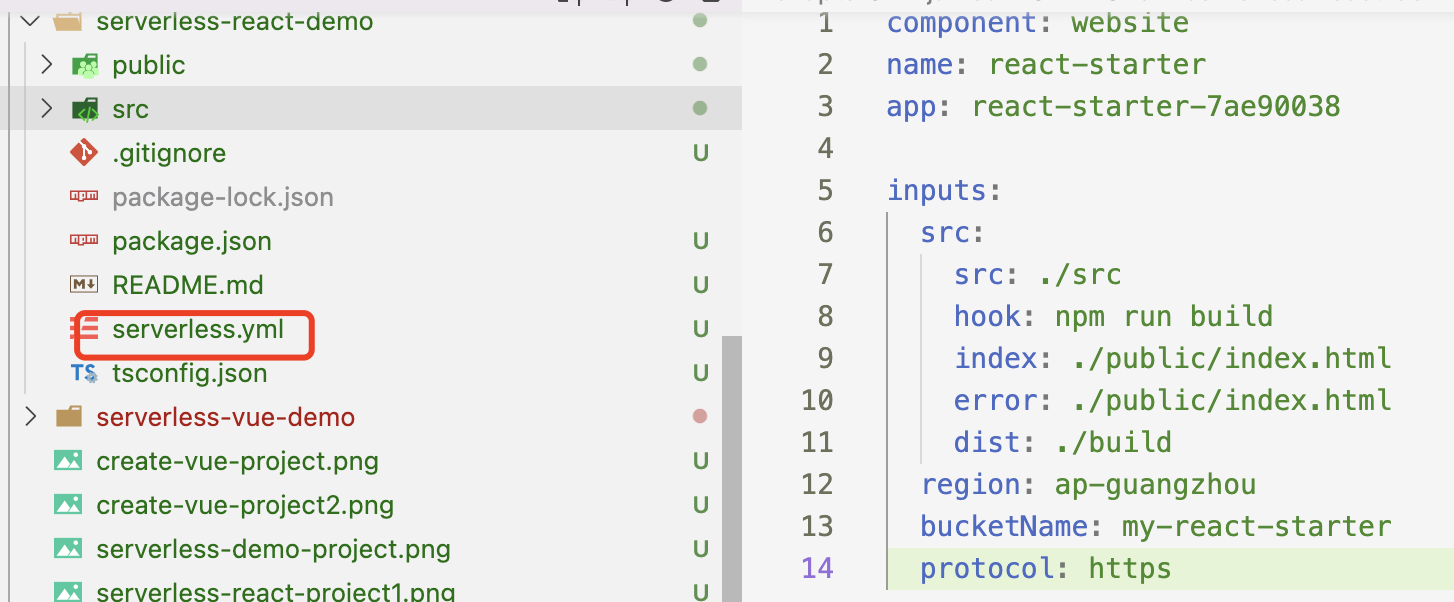 serverless-react-demo
public
src
.gitignore U
package-lock.json
package.json U
README.md U
serverless.yml U
TS tsconfig.json U
serverless-vue-demo
create-vue-project.png U
create-vue-project2.png U
serverless-demo-project.png U
serverless-react-project1.png U
1 component: website
2 name: react-starter
3 app: react-starter-7ae90038
4
5 inputs:
6 src:
7 src: ./src
8 hook: npm run build
9 index: ./public/index.html
10 error: ./public/index.html
11 dist: ./build
12 region: ap-guangzhou
13 bucketName: my-react-starter
14 protocol: https